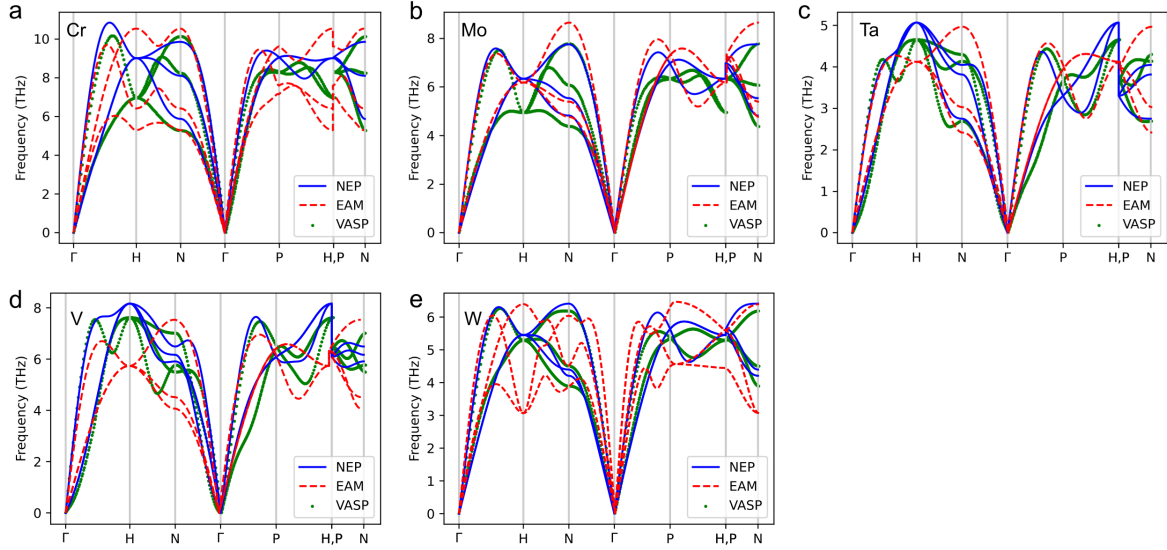 a
Cr
Frequency (THz)
10
8
6
4
2
0
NEP
EAM
VASP
Γ H N Γ P H,P N
b
Mo
Frequency (THz)
8
6
4
2
0
NEP
EAM
VASP
Γ H N Γ P H,P N
c
Ta
Frequency (THz)
5
4
3
2
1
0
NEP
EAM
VASP
Γ H N Γ P H,P N
d
V
Frequency (THz)
8
6
4
2
0
NEP
EAM
VASP
Γ H N Γ P H,P N
e
W
Frequency (THz)
6
5
4
3
2
1
0
NEP
EAM
VASP
Γ H N Γ P H,P N